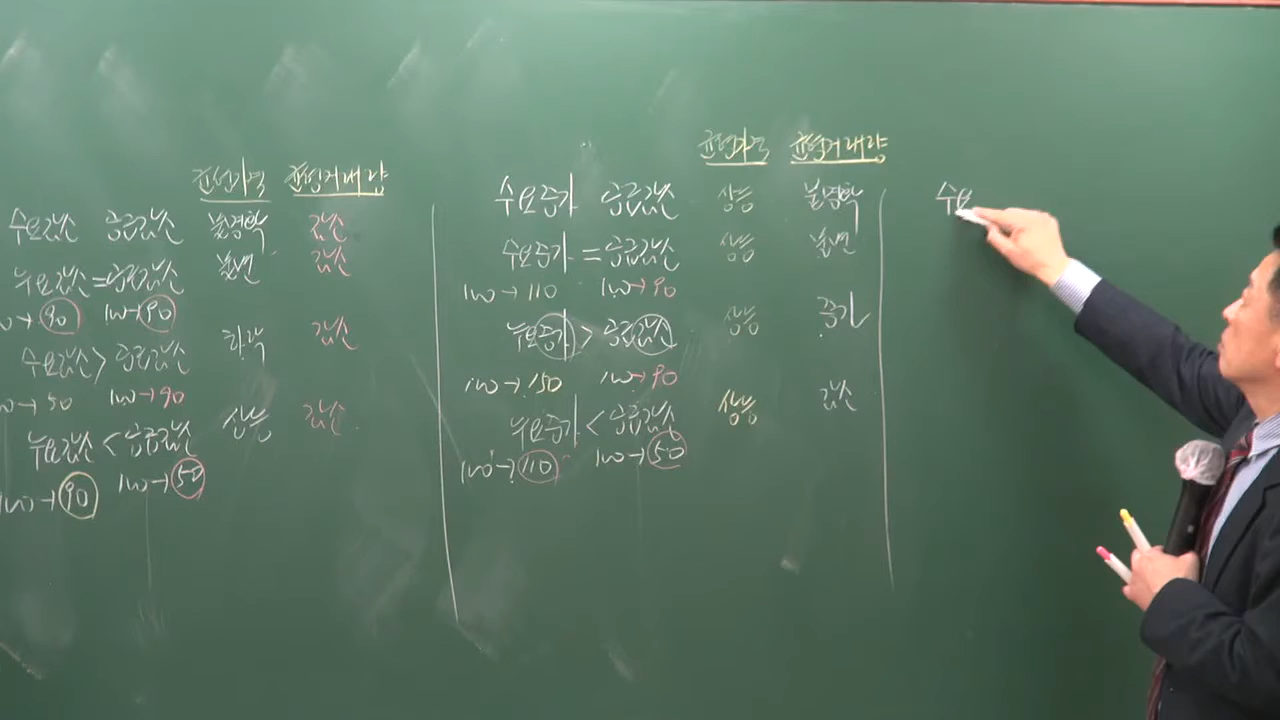 균형가격 균형거래량
수요감소 공급감소 불명확 감소
수요감소=공급감소 불변 감소
→90 100→90
수요감소>공급감소 하락 감소
→50 100→90
수요감소<공급감소 상승 감소
100→90 100→50
균형가격 균형거래량
수요증가 공급감소 상승 불명확
수요증가=공급감소 상승 불변
100→110 100→90
수요증가>공급감소 상승 증가
100→150 100→90
수요증가<공급감소 상승 감소
100→110 100→50
수요